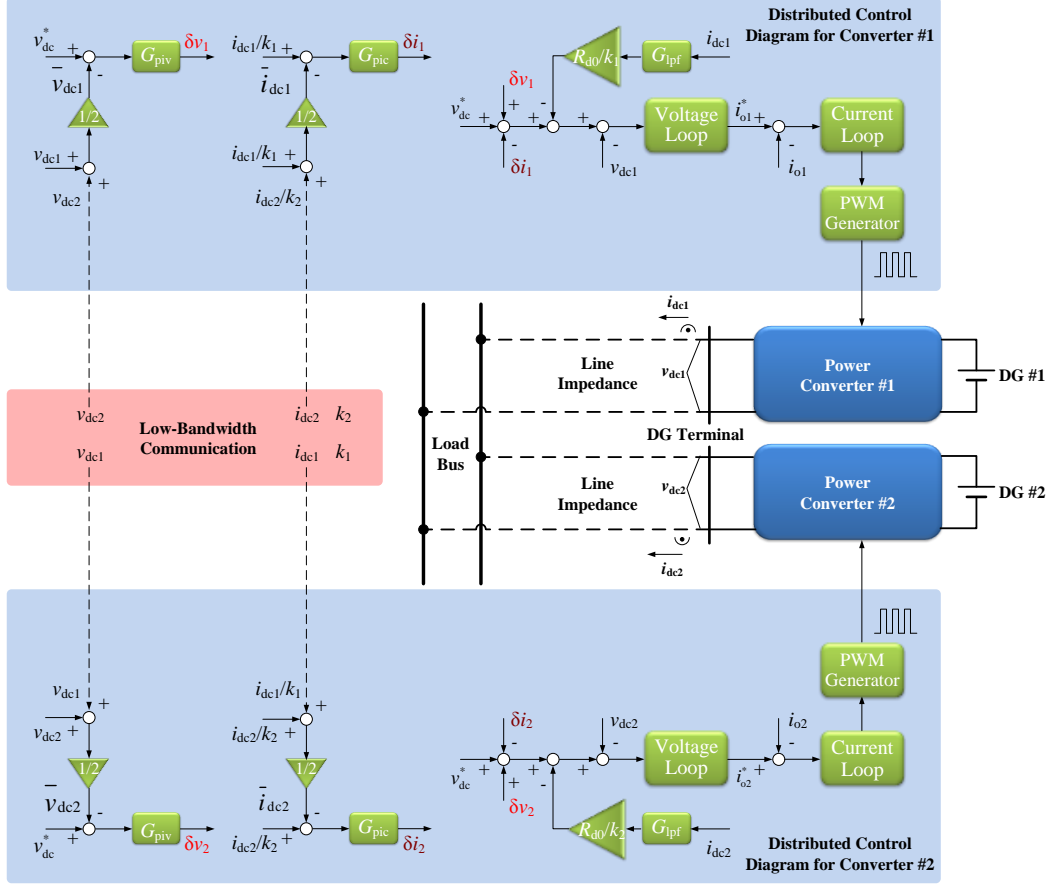 Distributed Control
Diagram for Converter #1
v*dc + -
Gpiv
δv1
v̅dc1
1/2
vdc1 +
+
vdc2
idc1/k1 + -
Gpic
δi1
i̅dc1
1/2
idc1/k1 +
+
idc2/k2
Rd0/k1
Glpf
idc1
δv1
+
-
v*dc + + + +
-
δi1
-
vdc1
Voltage
Loop
i*o1 +
-
io1
Current
Loop
PWM
Generator
idc1
Line
Impedance
vdc1
Power
Converter #1
DG #1
Low-Bandwidth
Communication
vdc2
idc2 k2
vdc1
idc1 k1
Load
Bus
DG Terminal
Line
Impedance
vdc2
Power
Converter #2
DG #2
idc2
PWM
Generator
vdc1
+
vdc2 +
1/2
v̅dc2
-
v*dc +
Gpiv
δv2
idc1/k1
+
idc2/k2 +
1/2
i̅dc2
-
idc2/k2 +
Gpic
δi2
δi2
-
v*dc + + + +
+
δv2
-
vdc2
-
Voltage
Loop
i*o2 +
io2
-
Current
Loop
Rd0/k2
Glpf
idc2
Distributed Control
Diagram for Converter #2